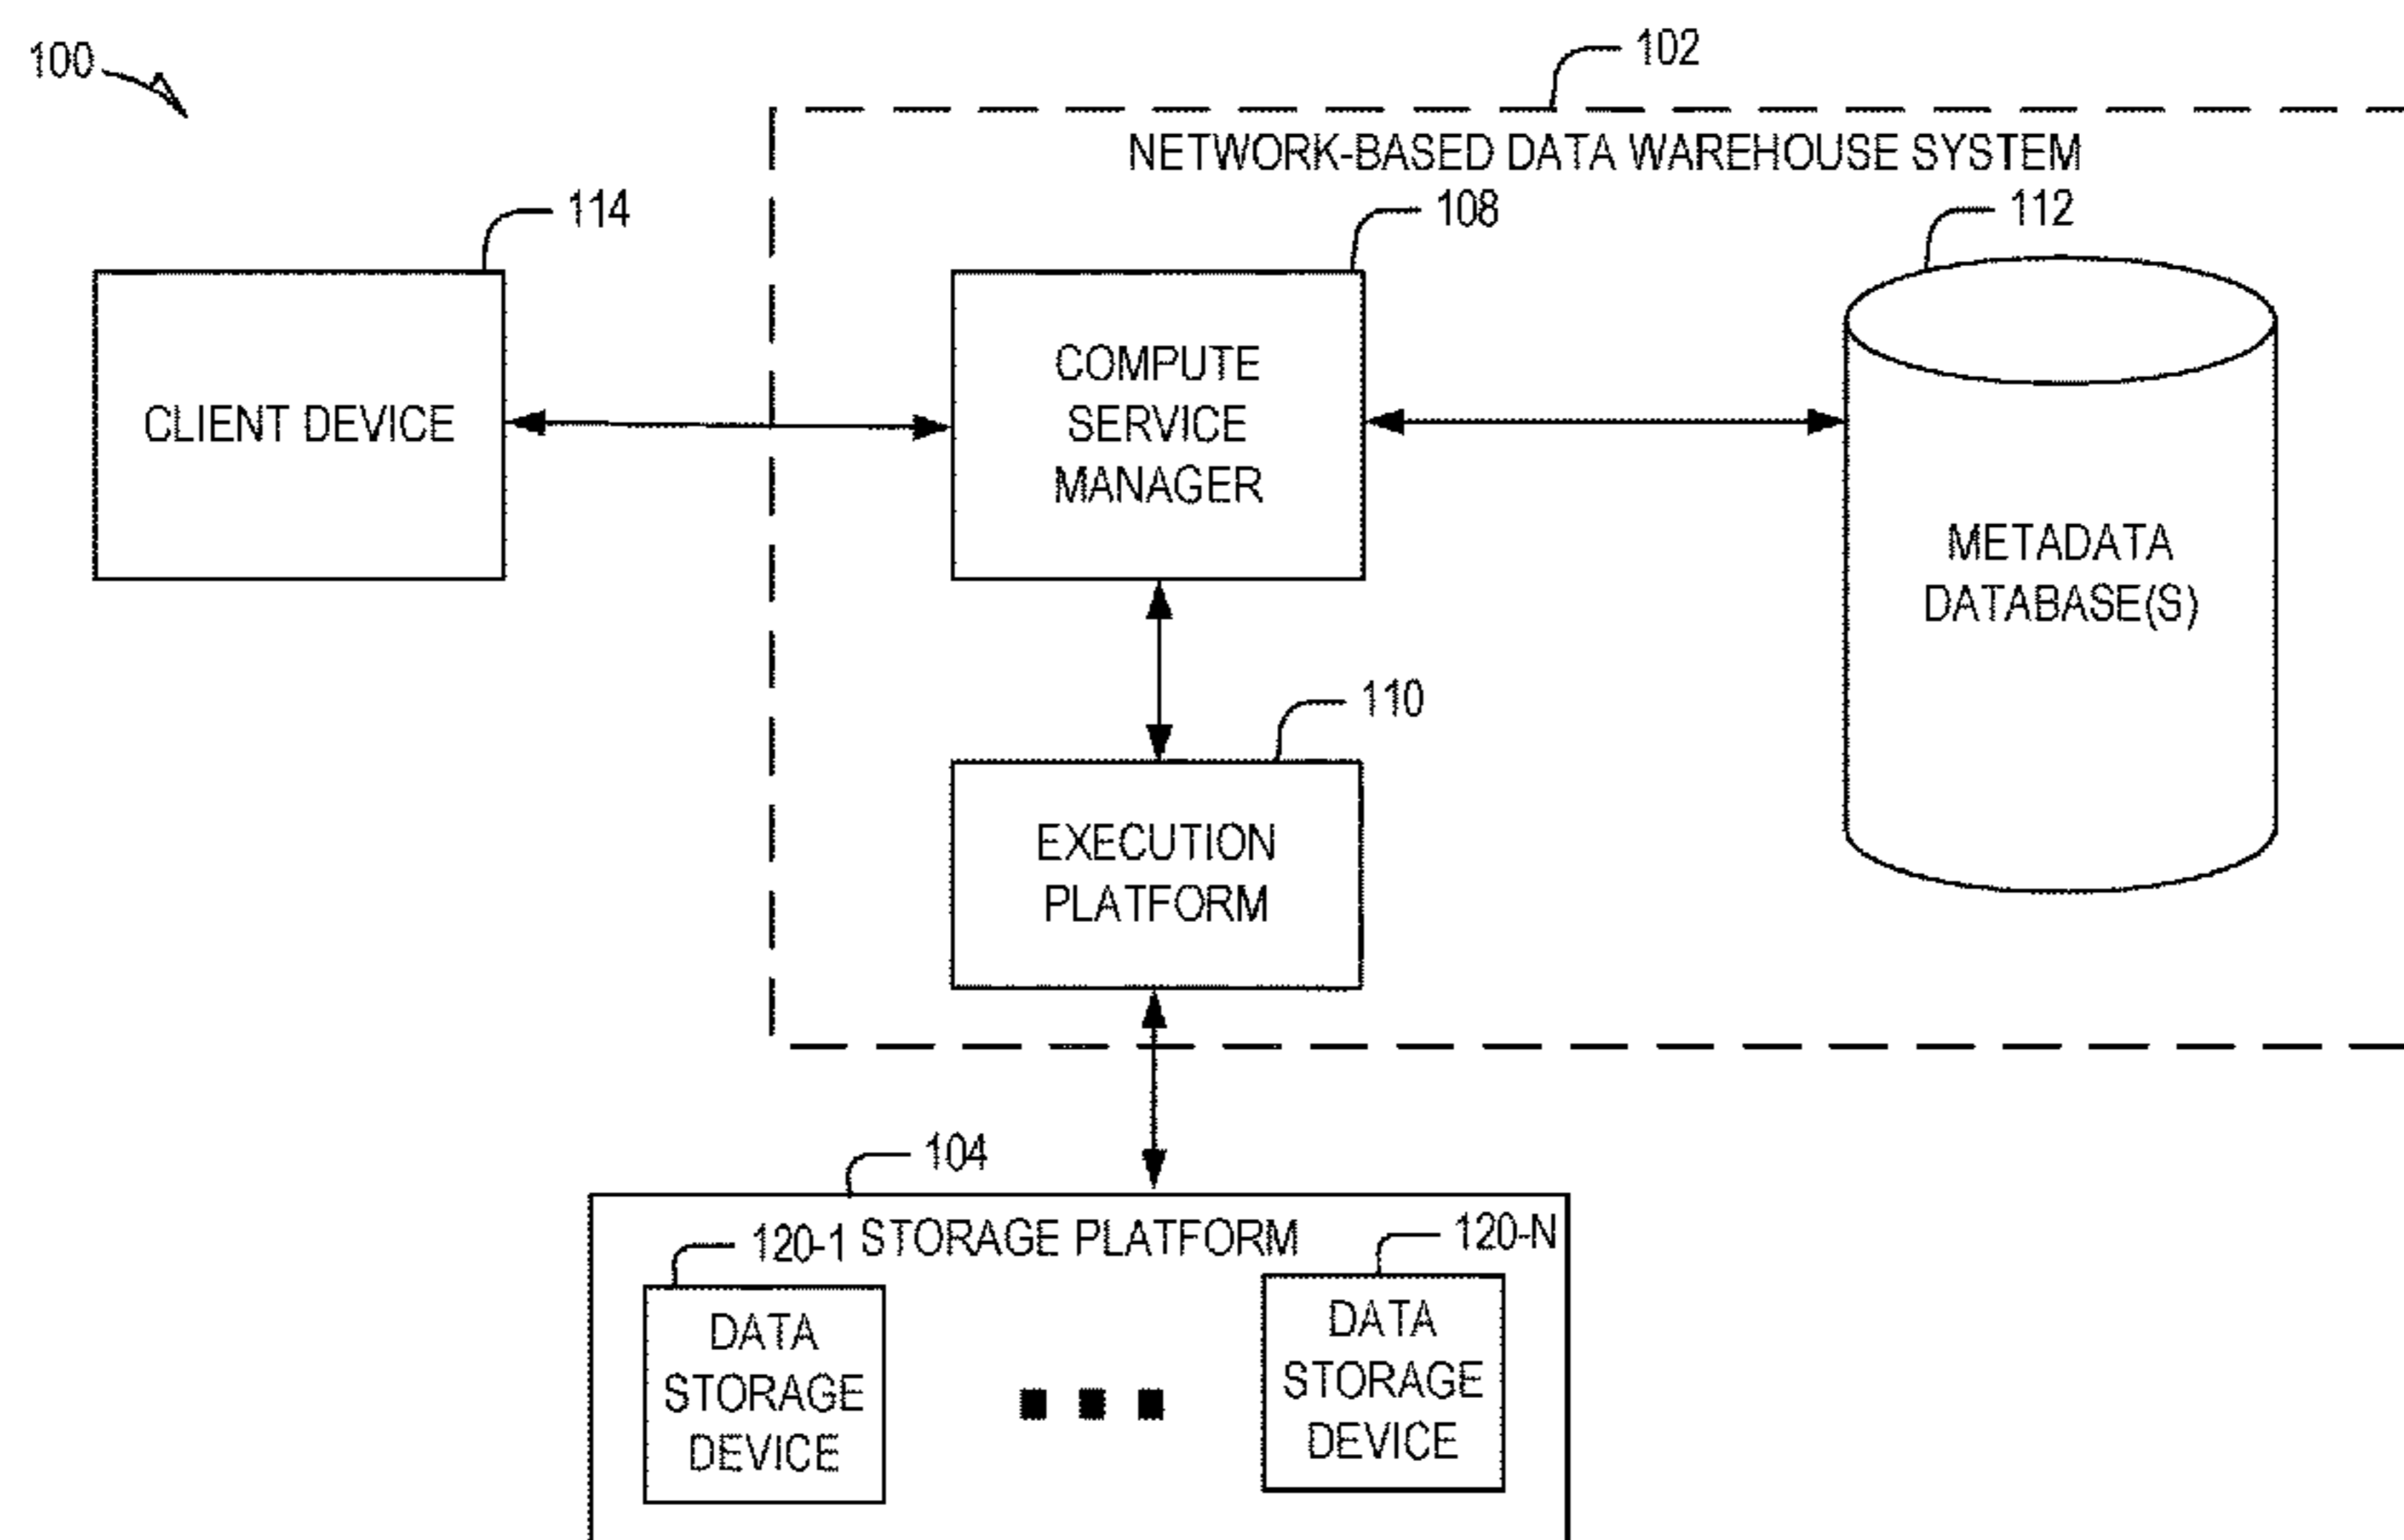 100
102
NETWORK-BASED DATA WAREHOUSE SYSTEM
114
108
112
CLIENT DEVICE
COMPUTE
SERVICE
MANAGER
METADATA
DATABASE(S)
110
EXECUTION
PLATFORM
104
120-1 STORAGE PLATFORM 120-N
DATA
STORAGE
DEVICE
DATA
STORAGE
DEVICE